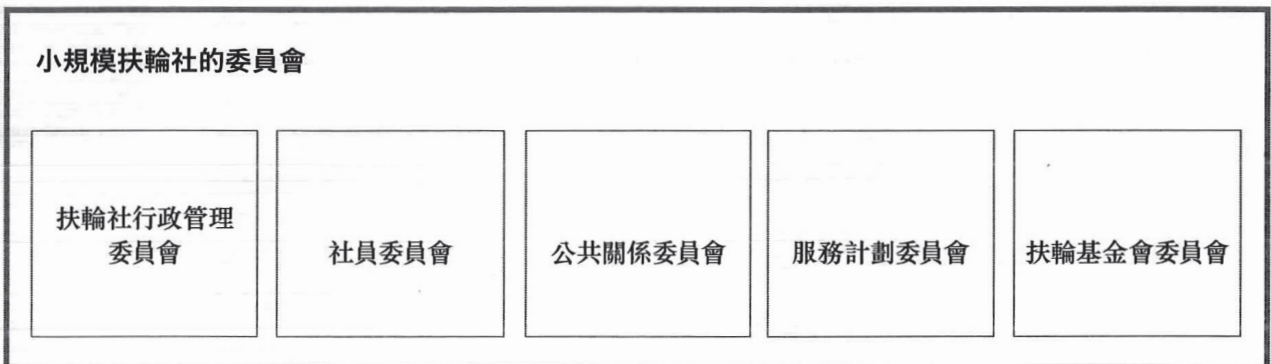 小規模扶輪社的委員會
扶輪社行政管理
委員會
社員委員會
公共關係委員會
服務計劃委員會
扶輪基金會委員會